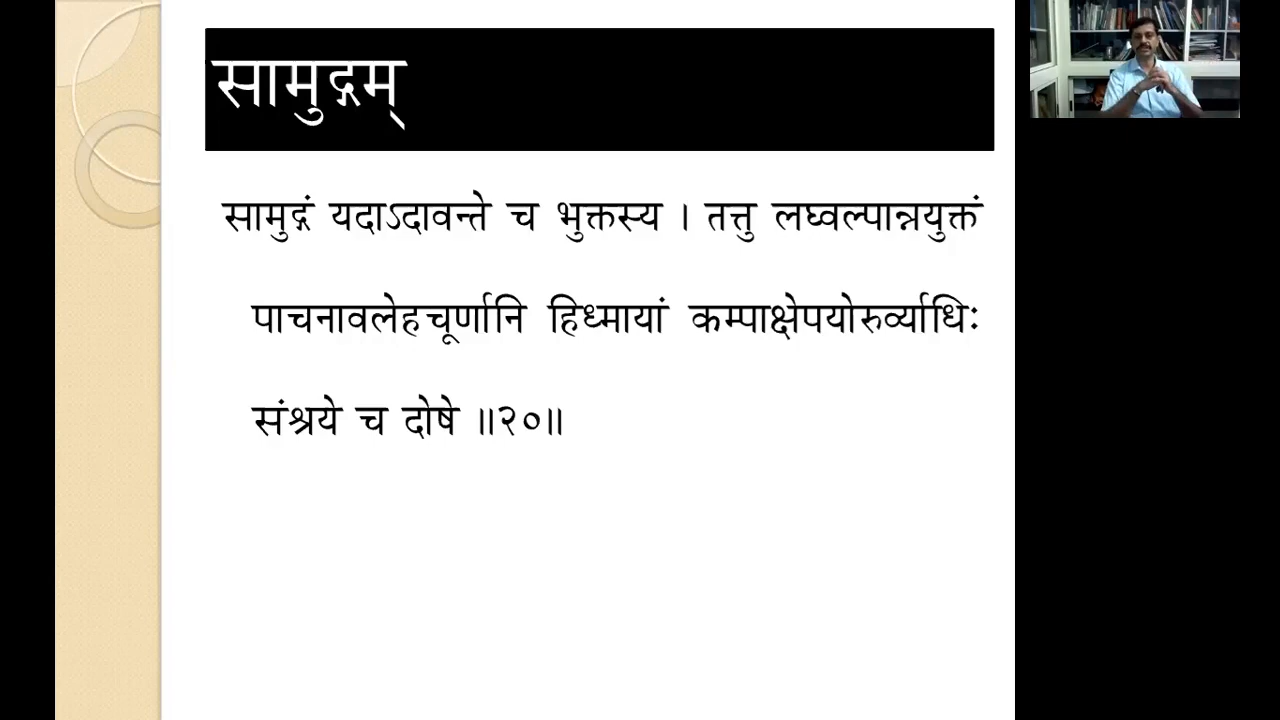 सामुद्गम्
सामुद्गं यदाऽदावन्ते च भुक्तस्य । तत्तु लघ्वल्पान्नयुक्तं
पाचनावलेहचूर्णानि हिध्मायां कम्पाक्षेपयोरुर्व्याधिः
संश्रये च दोषे ॥२०॥